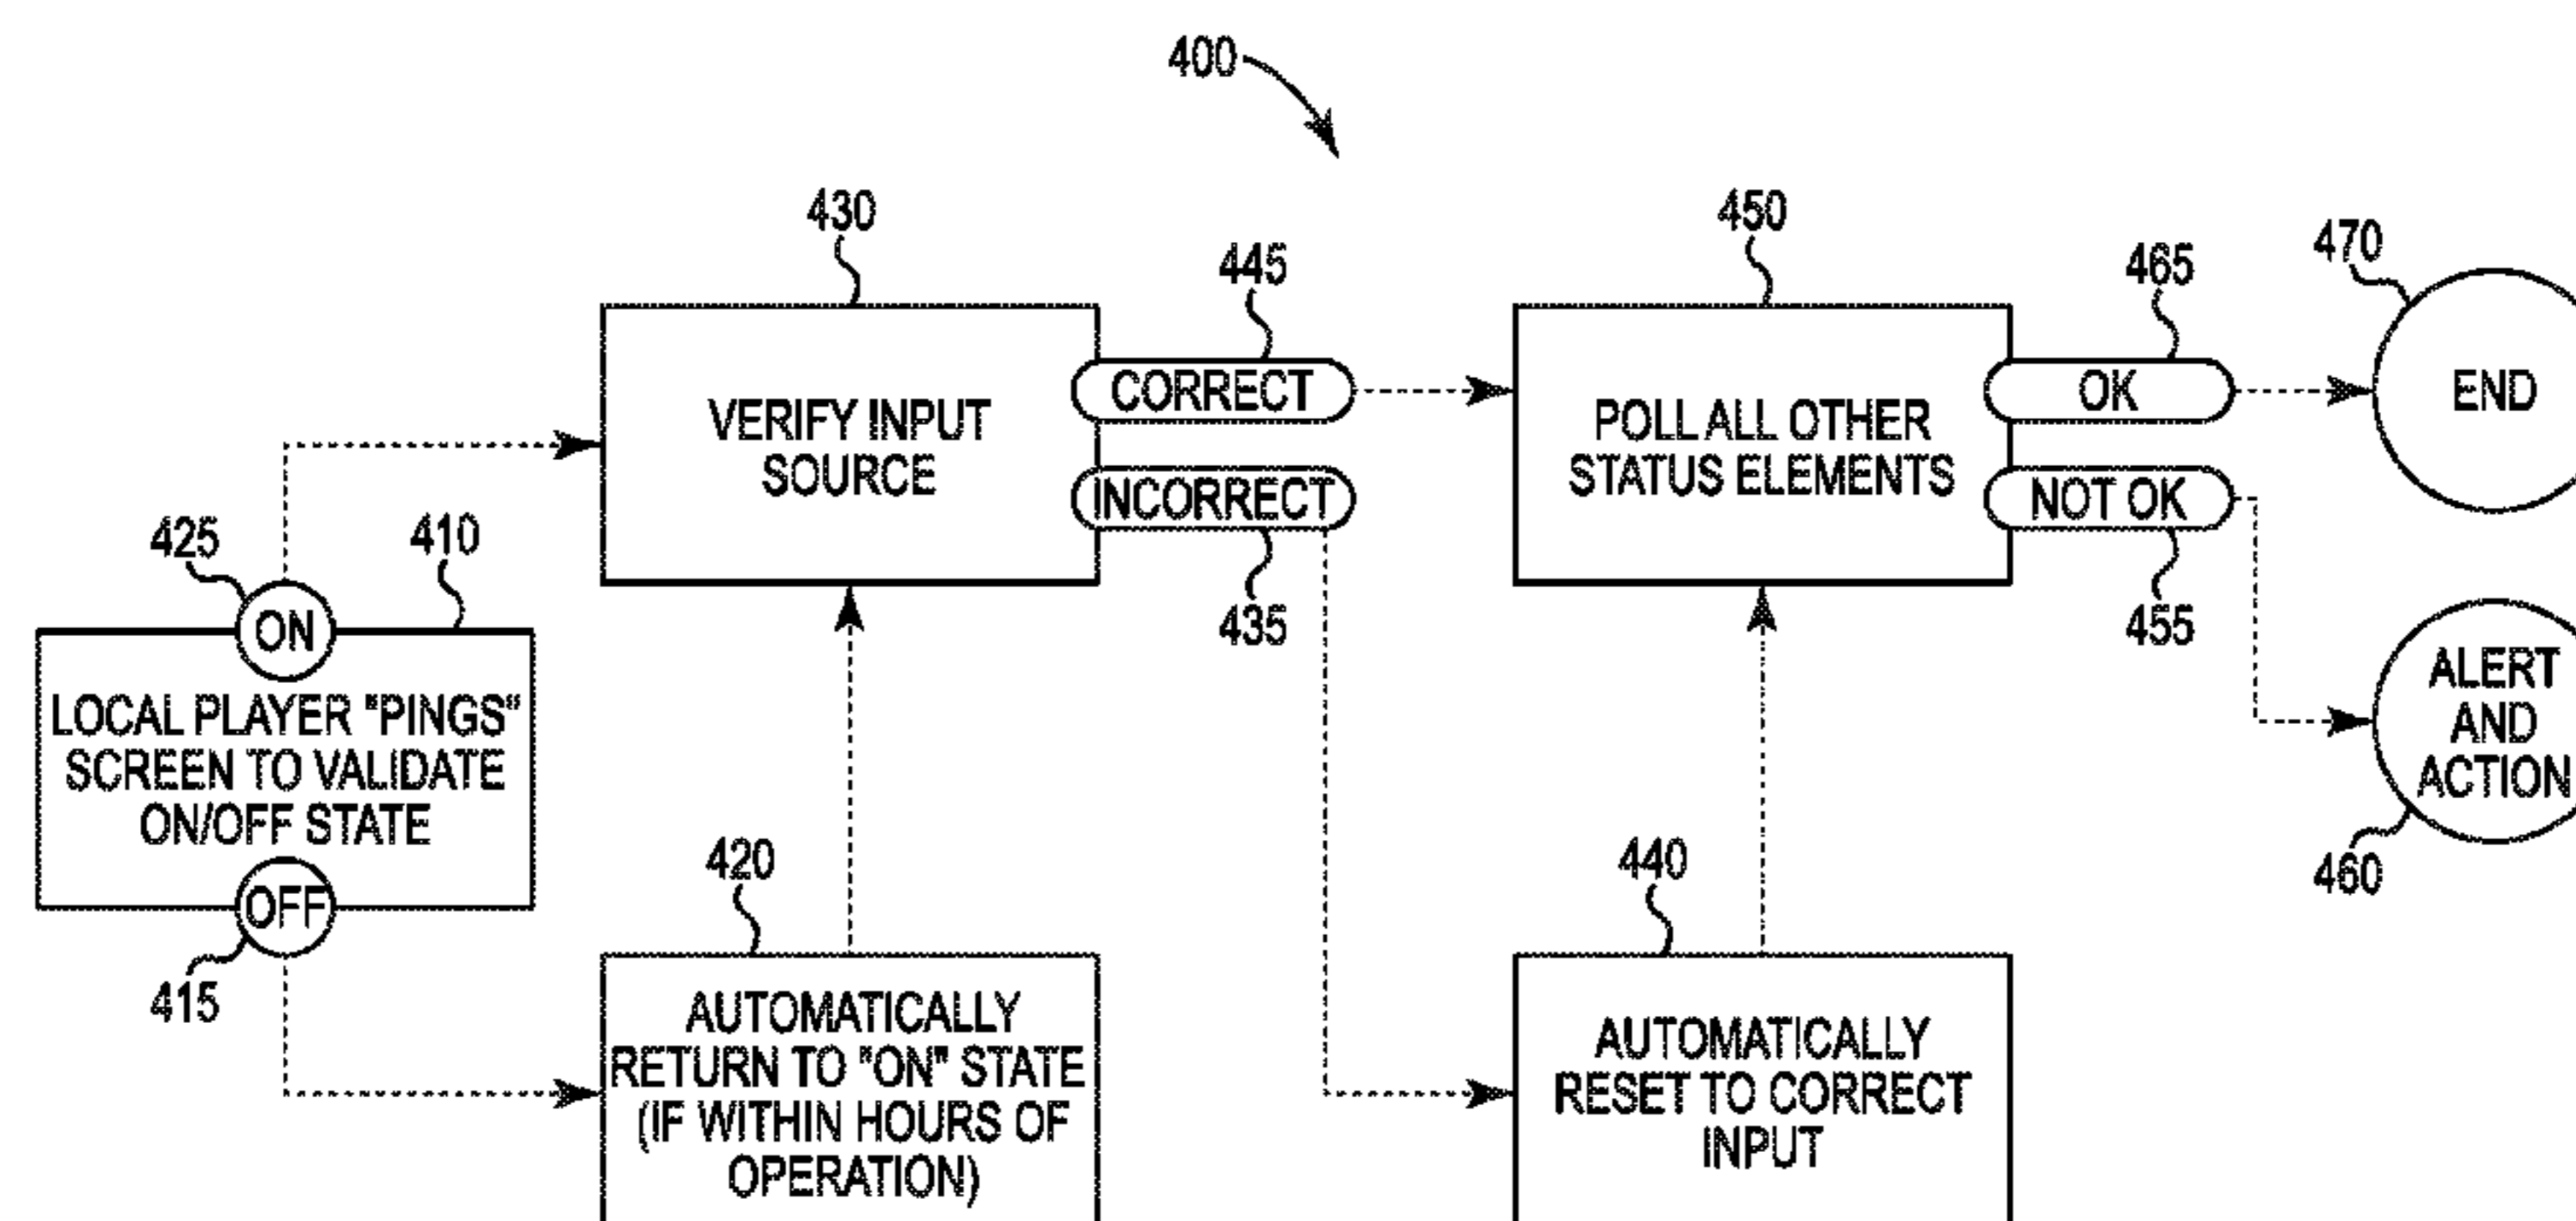 400
430
445
450
465
470
VERIFY INPUT
SOURCE
CORRECT
INCORRECT
435
POLL ALL OTHER
STATUS ELEMENTS
OK
NOT OK
455
END
425
410
ON
LOCAL PLAYER "PINGS"
SCREEN TO VALIDATE
ON/OFF STATE
OFF
415
420
AUTOMATICALLY
RETURN TO "ON" STATE
(IF WITHIN HOURS OF
OPERATION)
440
AUTOMATICALLY
RESET TO CORRECT
INPUT
ALERT
AND
ACTION
460